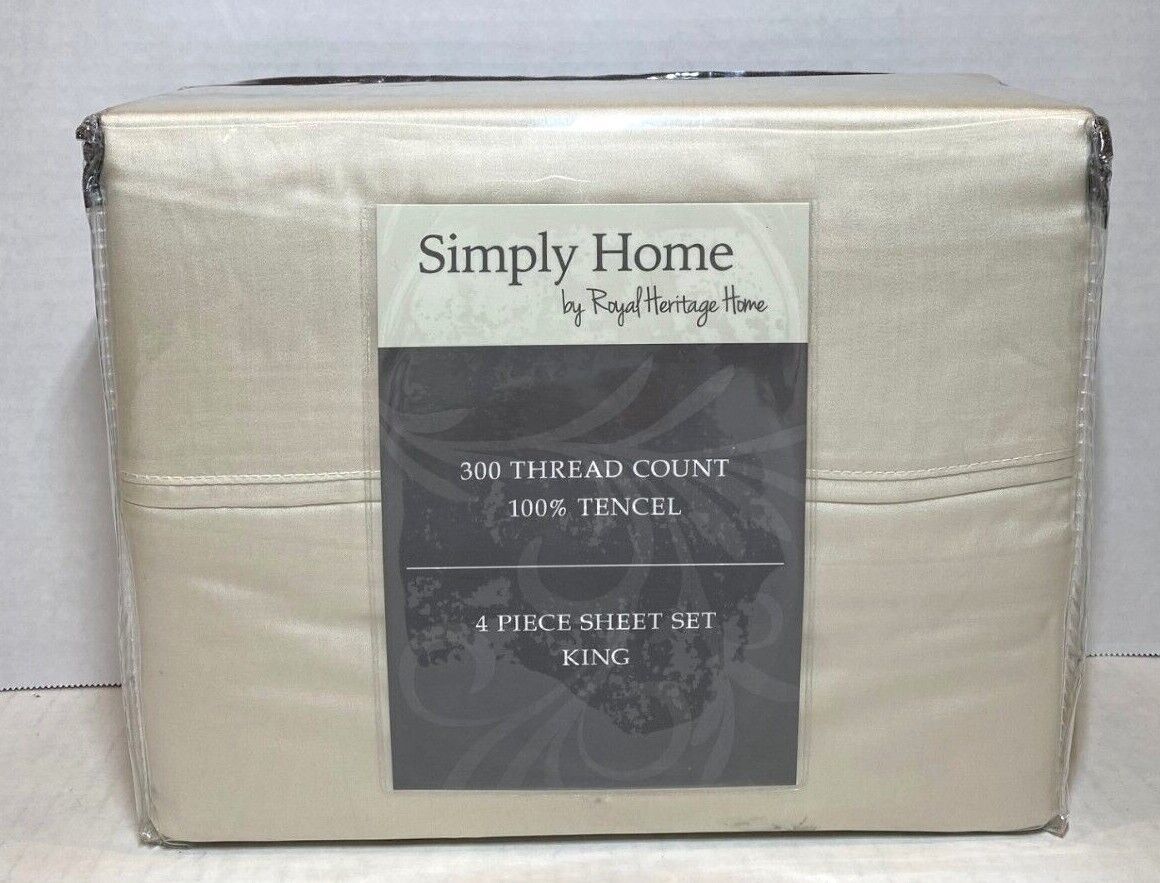 Simply Home
by Royal Heritage Home
300 THREAD COUNT
100% TENCEL
4 PIECE SHEET SET
KING